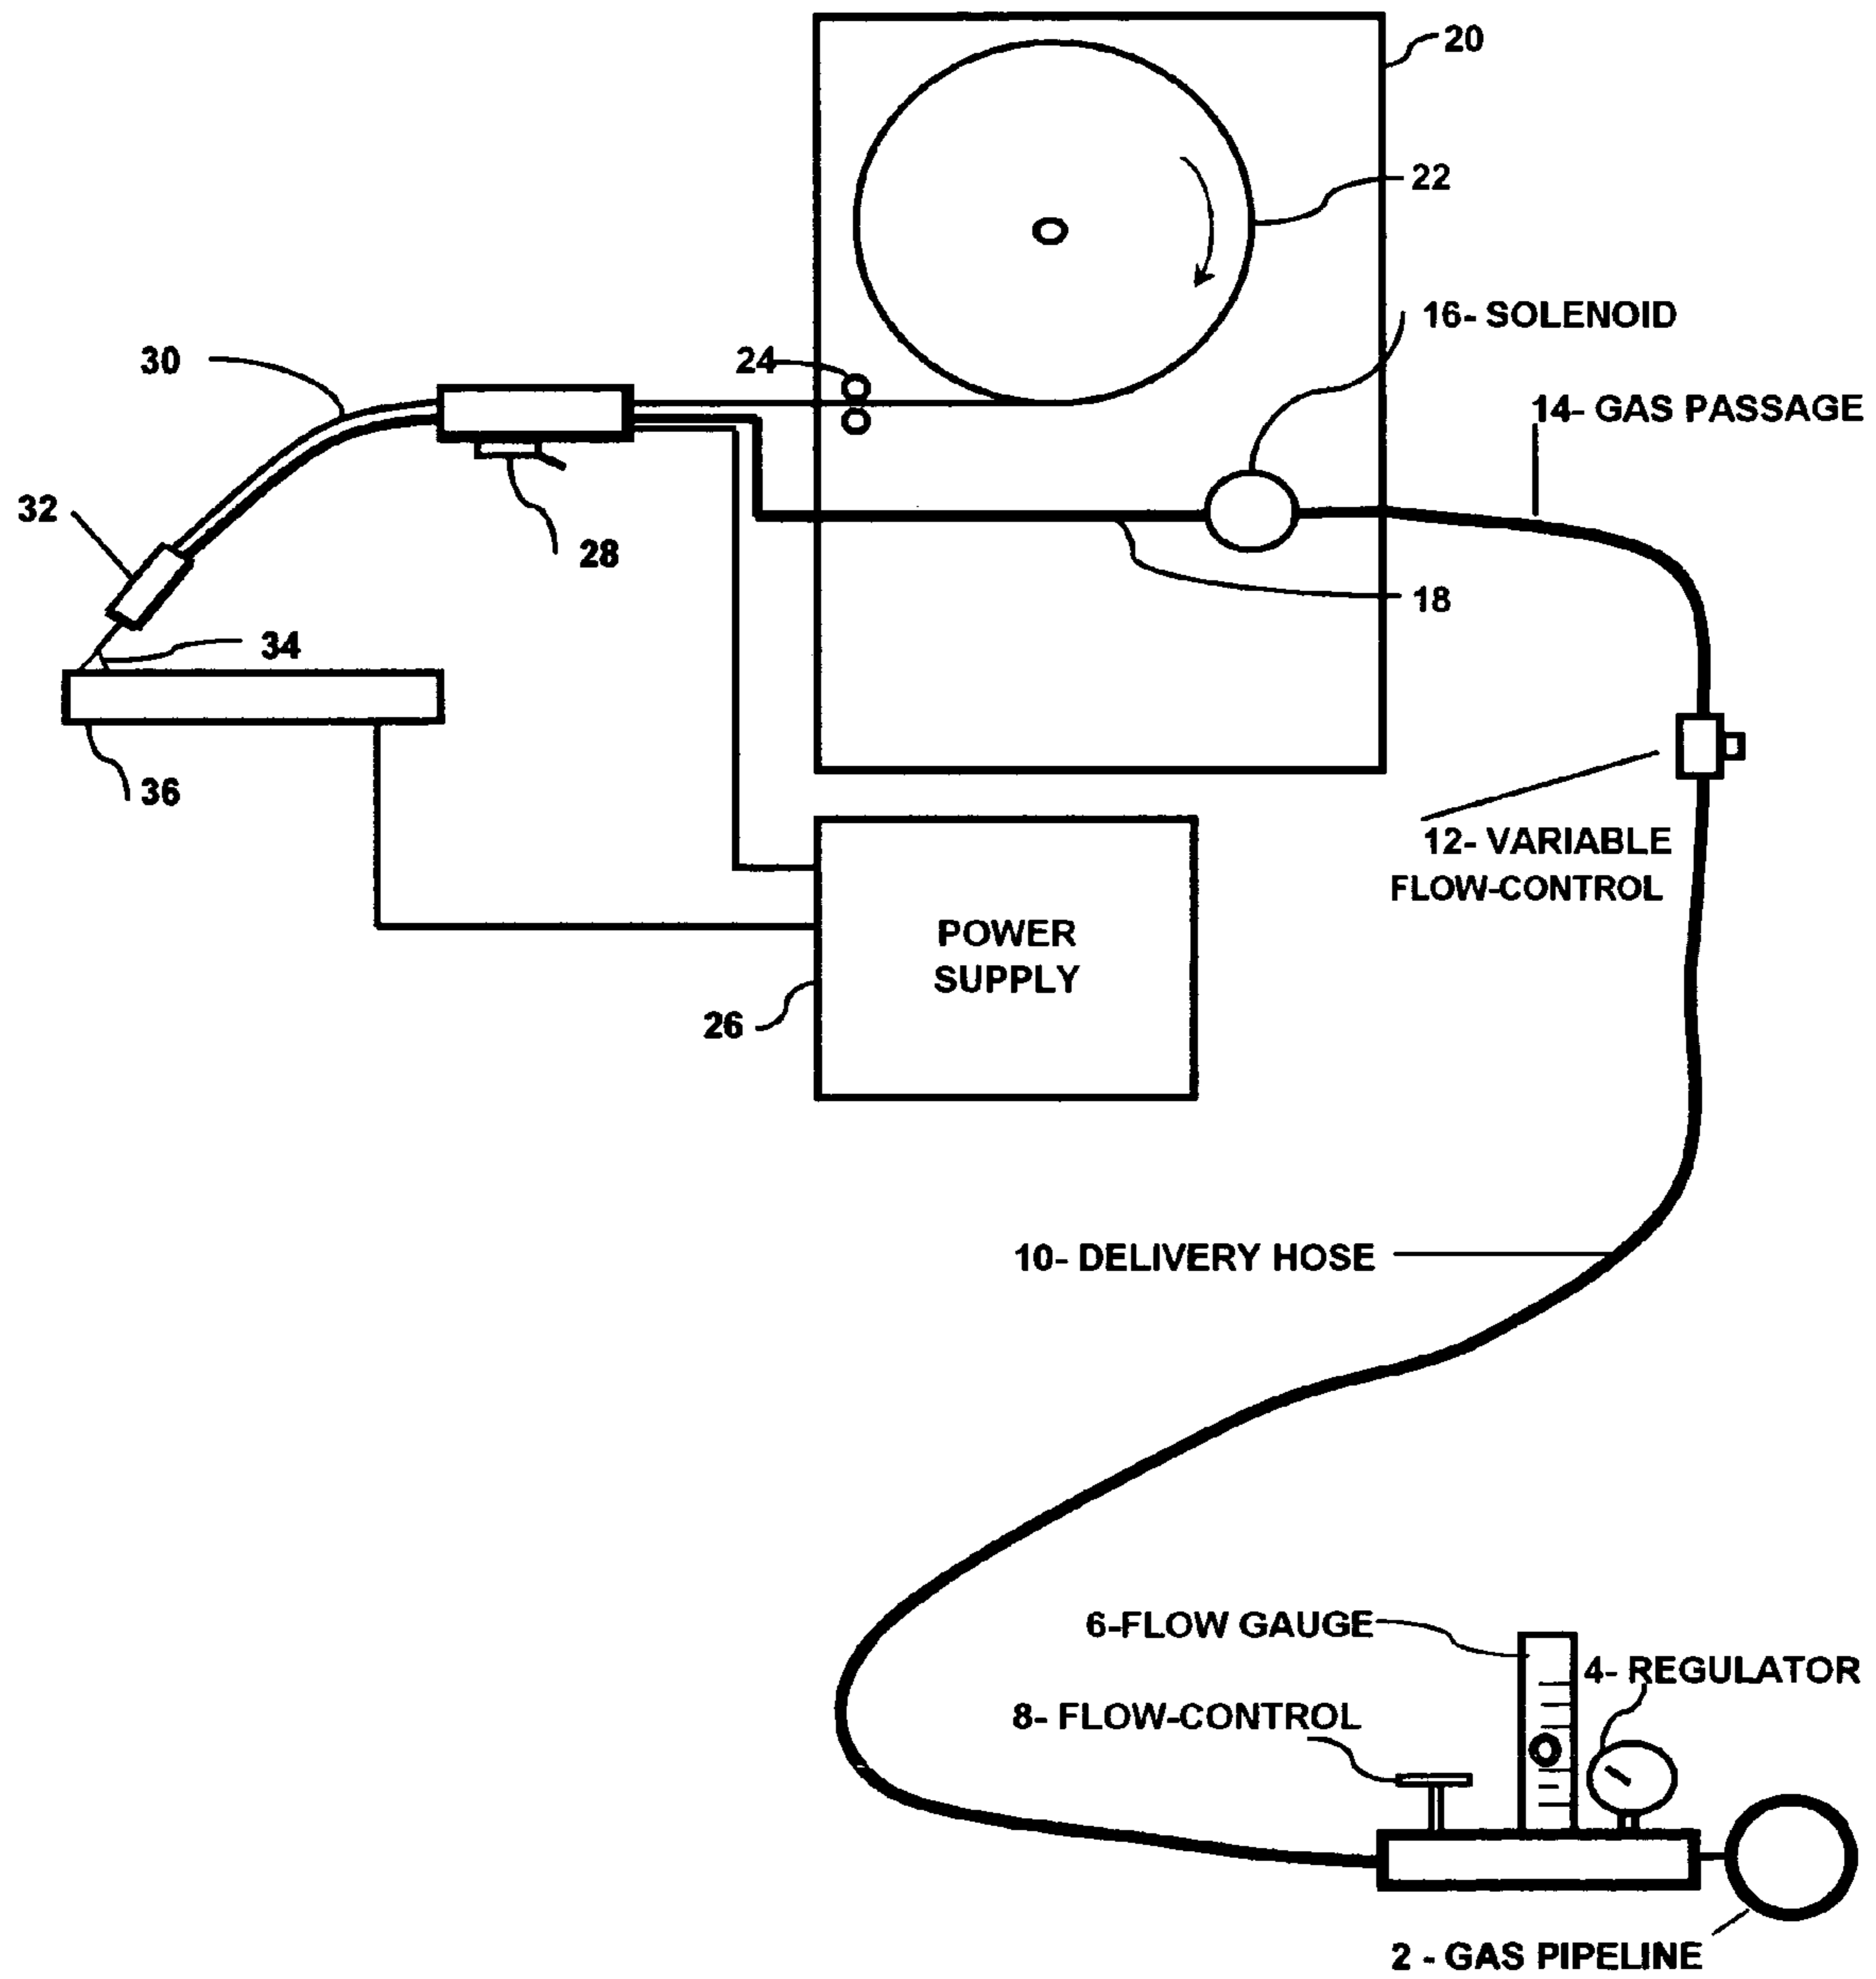 20
22
16- SOLENOID
24
30
14- GAS PASSAGE
32
28
18
34
36
12- VARIABLE
FLOW-CONTROL
POWER
SUPPLY
26
10- DELIVERY HOSE
6-FLOW GAUGE
4- REGULATOR
8- FLOW-CONTROL
2 - GAS PIPELINE